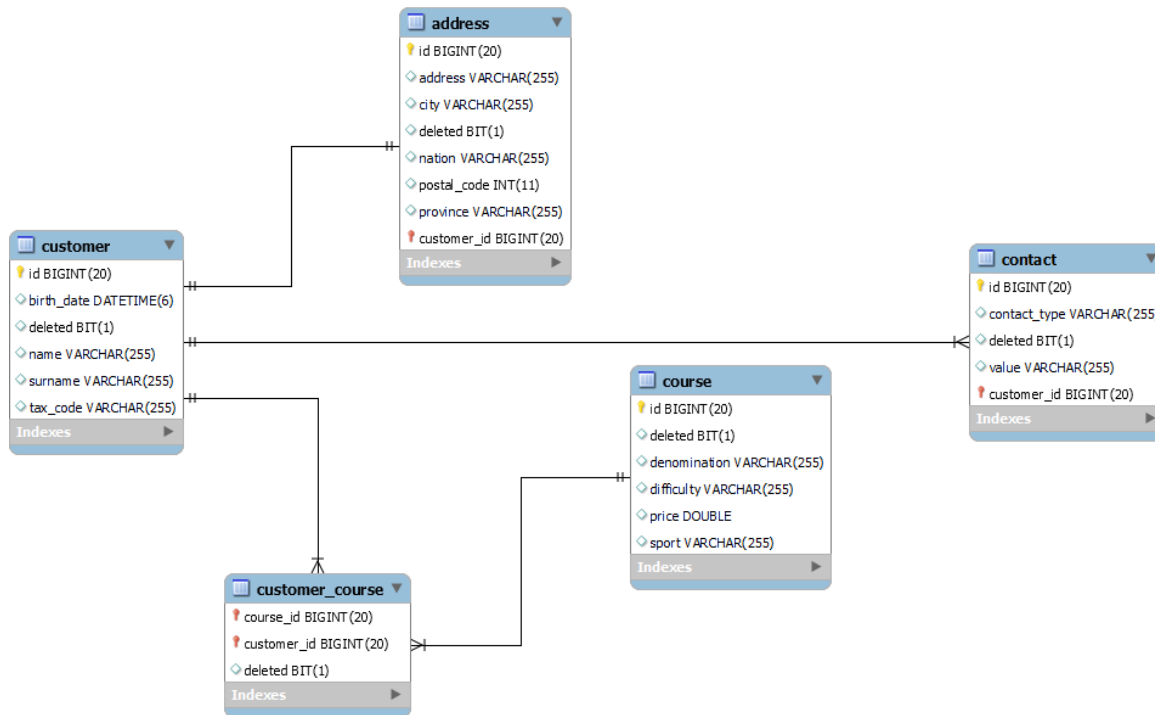 address
id BIGINT(20)
address VARCHAR(255)
city VARCHAR(255)
deleted BIT(1)
nation VARCHAR(255)
postal_code INT(11)
province VARCHAR(255)
customer_id BIGINT(20)
Indexes
customer
id BIGINT(20)
birth_date DATETIME(6)
deleted BIT(1)
name VARCHAR(255)
surname VARCHAR(255)
tax_code VARCHAR(255)
Indexes
contact
id BIGINT(20)
contact_type VARCHAR(255
deleted BIT(1)
value VARCHAR(255)
customer_id BIGINT(20)
Indexes
course
id BIGINT(20)
deleted BIT(1)
denomination VARCHAR(255)
difficulty VARCHAR(255)
price DOUBLE
sport VARCHAR(255)
Indexes
customer_course
course_id BIGINT(20)
customer_id BIGINT(20)
deleted BIT(1)
Indexes